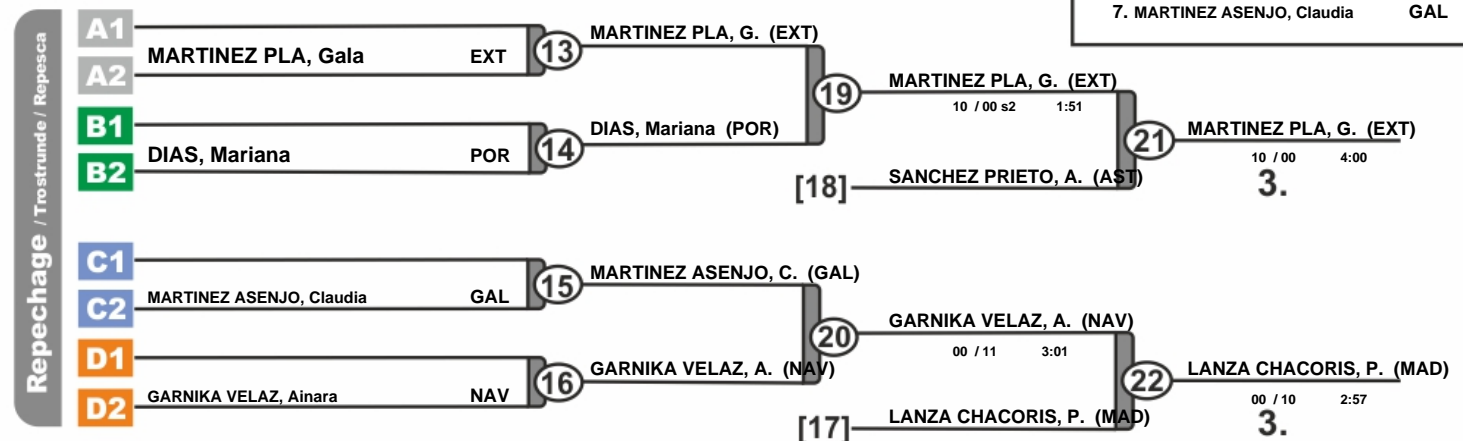 7. MARTINEZ ASENJO, Claudia GAL
Repechage / Trostrunde / Repesca
A1
A2
MARTINEZ PLA, Gala EXT
13
MARTINEZ PLA, G. (EXT)
B1
B2
DIAS, Mariana POR
14
DIAS, Mariana (POR)
19
MARTINEZ PLA, G. (EXT)
10 / 00 s2 1:51
[18]
SANCHEZ PRIETO, A. (AST)
21
MARTINEZ PLA, G. (EXT)
10 / 00 4:00
3.
C1
C2
MARTINEZ ASENJO, Claudia GAL
15
MARTINEZ ASENJO, C. (GAL)
D1
D2
GARNIKA VELAZ, Ainara NAV
16
GARNIKA VELAZ, A. (NAV)
20
GARNIKA VELAZ, A. (NAV)
00 / 11 3:01
[17]
LANZA CHACORIS, P. (MAD)
22
LANZA CHACORIS, P. (MAD)
00 / 10 2:57
3.